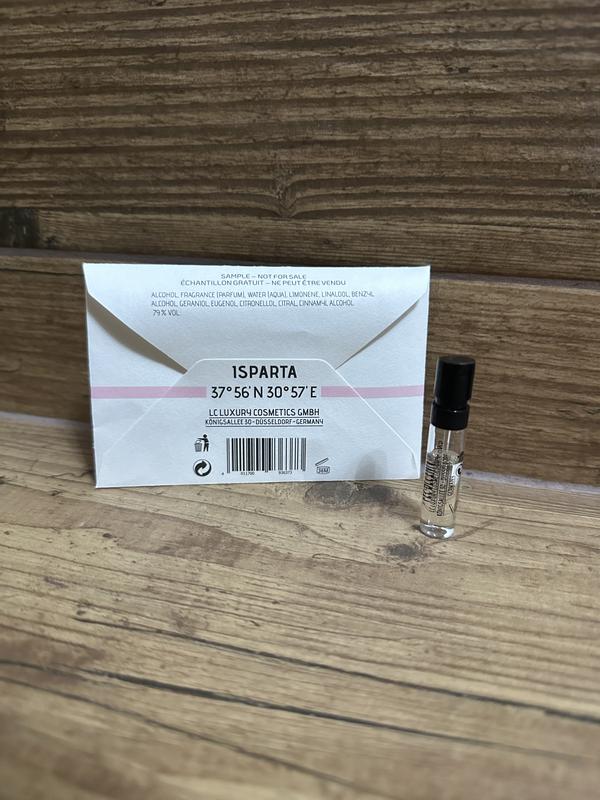 SAMPLE – NOT FOR SALE
ÉCHANTILLON GRATUIT – NE PEUT ÊTRE VENDU
ALCOHOL, FRAGRANCE (PARFUM), WATER (AQUA), LIMONENE, LINALOOL, BENZYL
ALCOHOL, GERANIOL, EUGENOL, CITRONELLOL, CITRAL, CINNAMYL ALCOHOL.
79 % VOL.
ISPARTA
37°56'N 30°57'E
LC LUXURY COSMETICS GMBH
KÖNIGSALLEE 30-DÜSSELDORF-GERMANY
36M